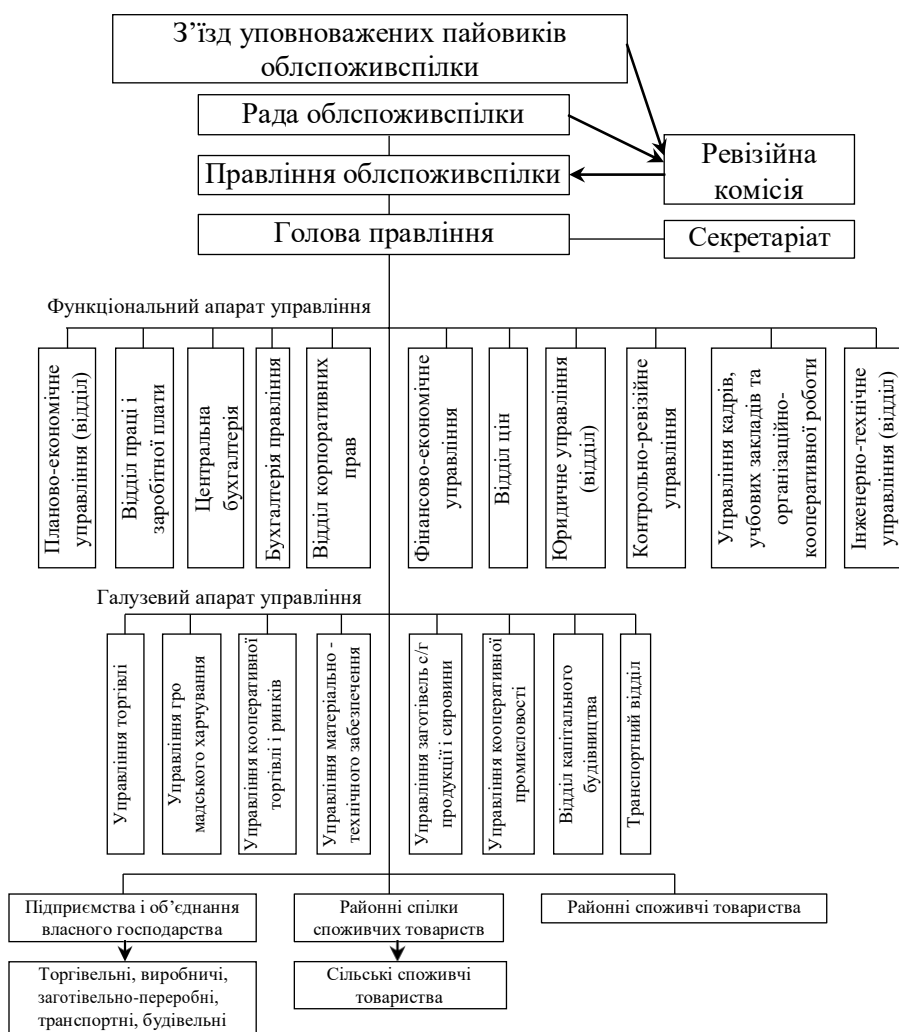 З’їзд уповноважених пайовиків
облспоживспілки
Рада облспоживспілки
Ревізійна
комісія
Правління облспоживспілки
Голова правління
Секретаріат
Функціональний апарат управління
Планово-економічне
управління (відділ)
Відділ праці і
заробітної плати
Центральна
бухгалтерія
Бухгалтерія правління
Відділ корпоративних
прав
Фінансово-економічне
управління
Відділ цін
Юридичне управління
(відділ)
Контрольно-ревізійне
управління
Управління кадрів,
учбових закладів та
організаційно-
кооперативної роботи
Інженерно-технічне
управління (відділ)
Галузевий апарат управління
Управління торгівлі
Управління гро
мадського харчування
Управління кооперативної
торгівлі і ринків
Управління матеріально -
технічного забезпечення
Управління заготівель с/г
продукції і сировини
Управління кооперативної
промисловості
Відділ капітального
будівництва
Транспортний відділ
Підприємства і об’єднання
власного господарства
Районні спілки
споживчих товариств
Районні споживчі товариства
Торгівельні, виробничі,
заготівельно-переробні,
транспортні, будівельні
Сільські споживчі
товариства